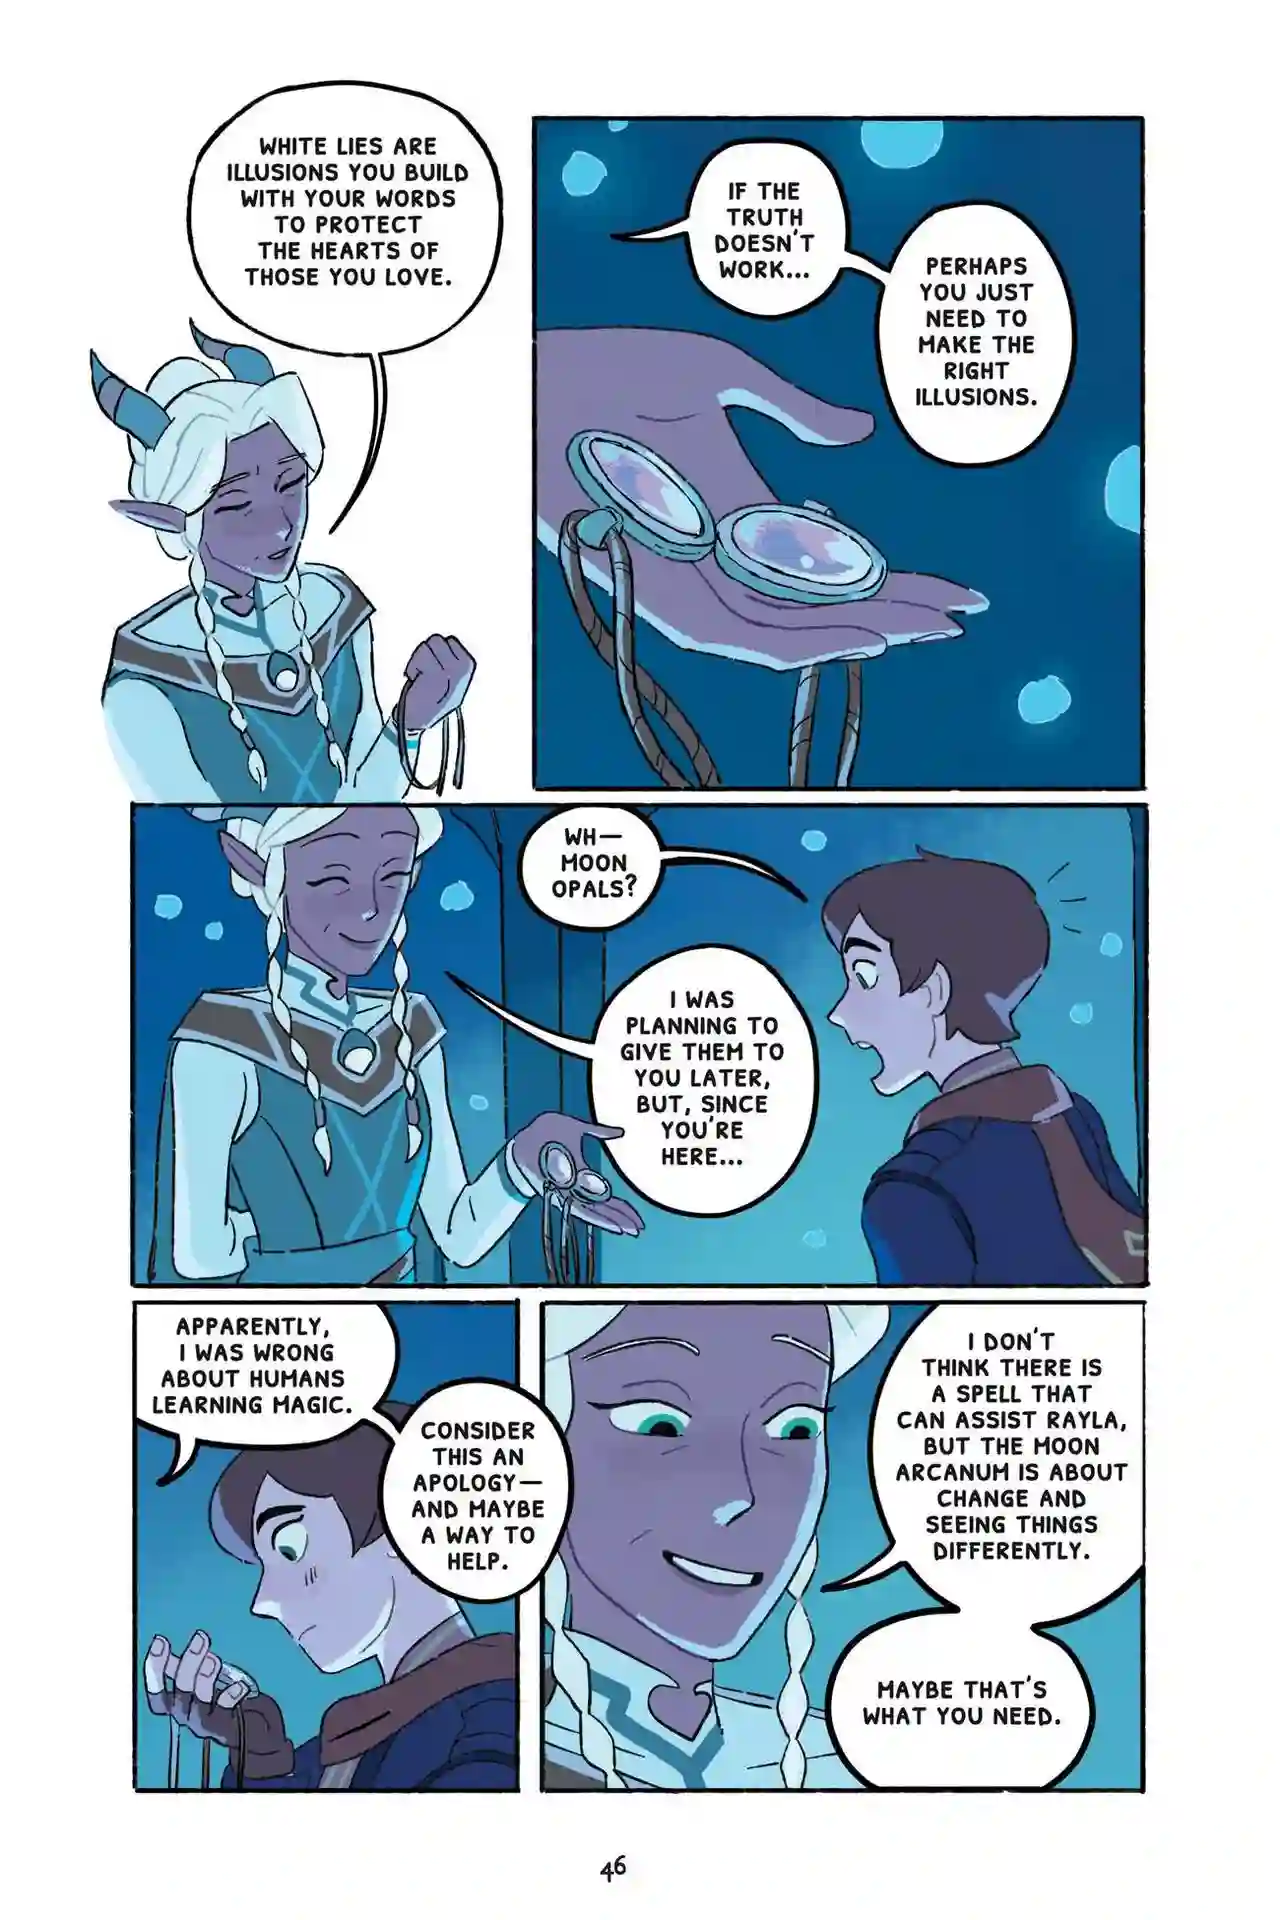 WHITE LIES ARE
ILLUSIONS YOU BUILD
WITH YOUR WORDS
TO PROTECT
THE HEARTS OF
THOSE YOU LOVE.
IF THE
TRUTH
DOESN'T
WORK...
PERHAPS
YOU JUST
NEED TO
MAKE THE
RIGHT
ILLUSIONS.
WH—
MOON
OPALS?
I WAS
PLANNING TO
GIVE THEM TO
YOU LATER,
BUT, SINCE
YOU'RE
HERE...
APPARENTLY,
I WAS WRONG
ABOUT HUMANS
LEARNING MAGIC.
CONSIDER
THIS AN
APOLOGY—
AND MAYBE
A WAY TO
HELP.
I DON'T
THINK THERE IS
A SPELL THAT
CAN ASSIST RAYLA,
BUT THE MOON
ARCANUM IS ABOUT
CHANGE AND
SEEING THINGS
DIFFERENTLY.
MAYBE THAT'S
WHAT YOU NEED.
46